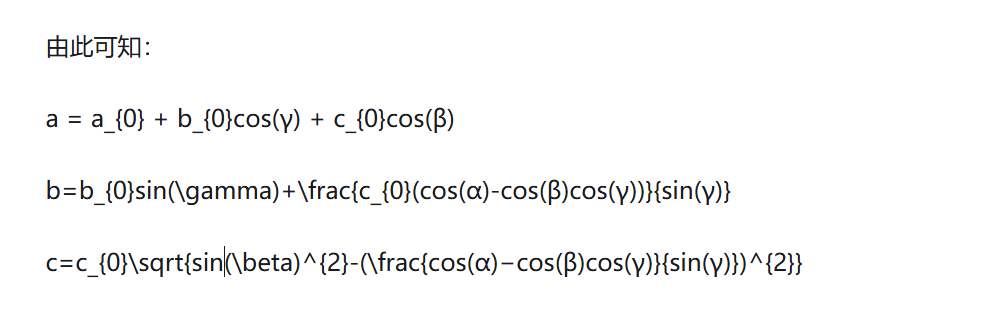 由此可知：
a = a_{0} + b_{0}cos(γ) + c_{0}cos(β)
b=b_{0}sin(\gamma)+\frac{c_{0}(cos(α)-cos(β)cos(γ))}{sin(γ)}
c=c_{0}\sqrt{sin(\beta)^{2}-(\frac{cos(α)−cos(β)cos(γ)}{sin(γ)})^{2}}